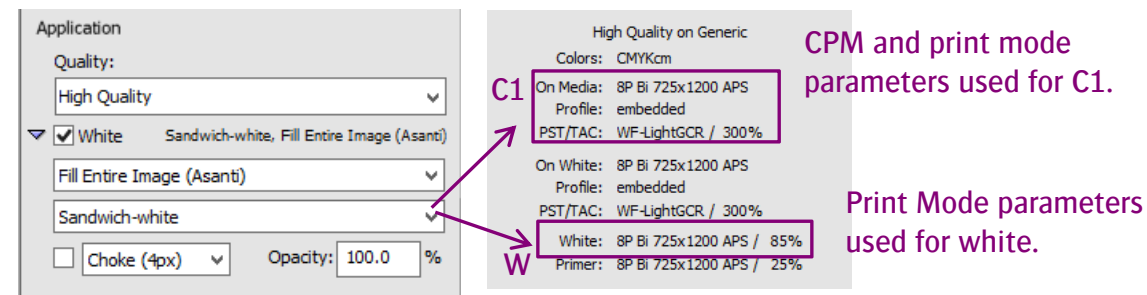 Application
Quality:
High Quality
White Sandwich-white, Fill Entire Image (Asanti)
Fill Entire Image (Asanti)
Sandwich-white
Choke (4px) Opacity: 100.0 %
High Quality on Generic
Colors: CMYKcm
C1
On Media: 8P Bi 725x1200 APS
Profile: embedded
PST/TAC: WF-LightGCR / 300%
On White: 8P Bi 725x1200 APS
Profile: embedded
PST/TAC: WF-LightGCR / 300%
White: 8P Bi 725x1200 APS / 85%
W
Primer: 8P Bi 725x1200 APS / 25%
CPM and print mode
parameters used for C1.
Print Mode parameters
used for white.